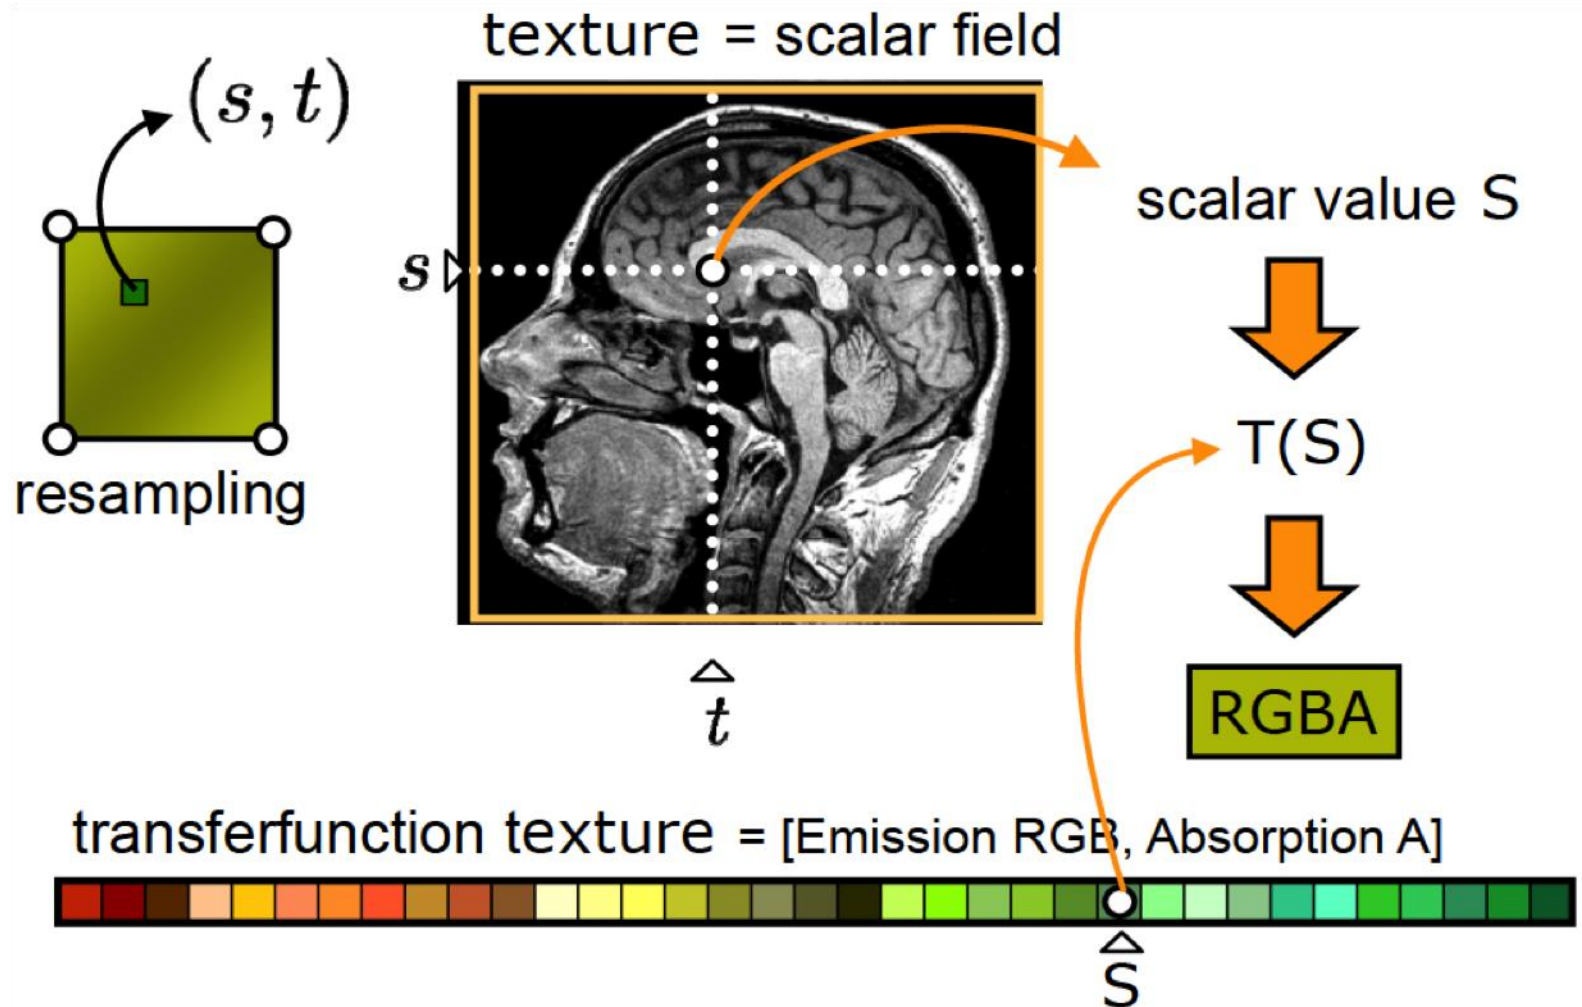 texture = scalar field
(s, t)
scalar value S
s
T(S)
resampling
t
RGBA
transferfunction texture = [Emission RGB, Absorption A]
S